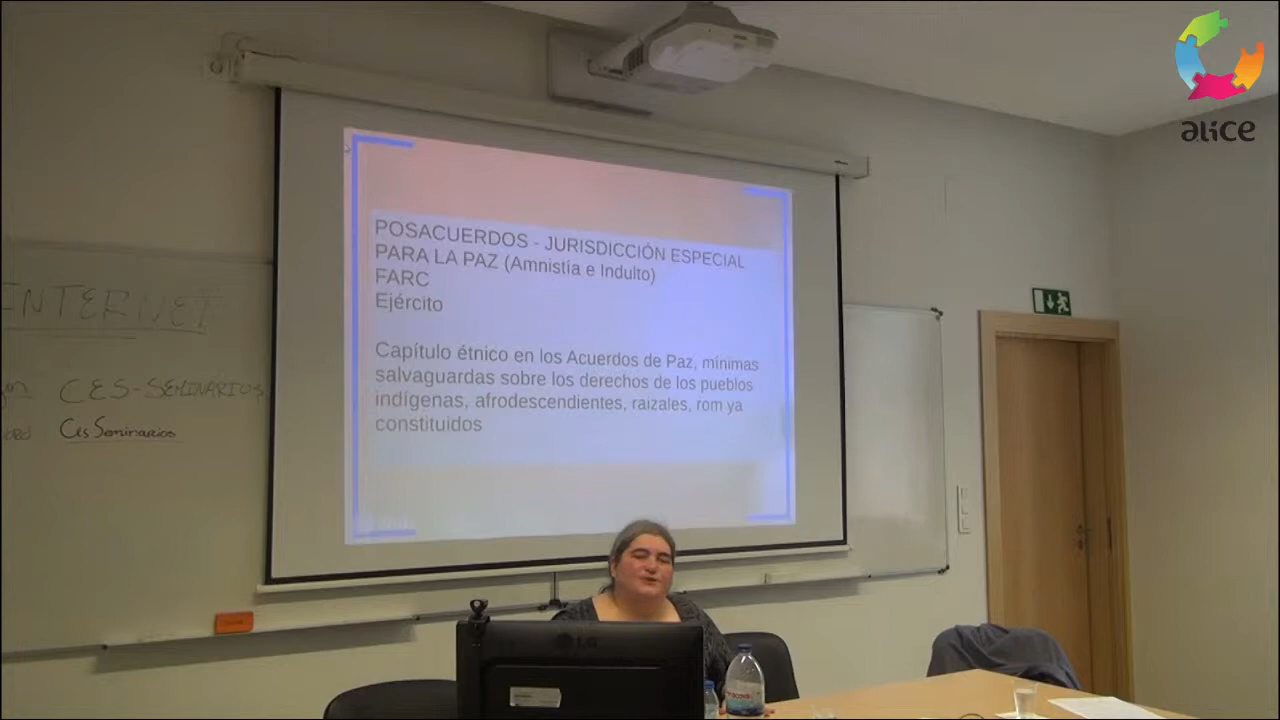 alice
POSACUERDOS - JURISDICCIÓN ESPECIAL
PARA LA PAZ (Amnistía e Indulto)
FARC
Ejército
Capítulo étnico en los Acuerdos de Paz, mínimas
salvaguardas sobre los derechos de los pueblos
indígenas, afrodescendientes, raizales, rom ya
constituidos
INTERNET
CES-SEMINARIOS
Ces Seminarios
LG